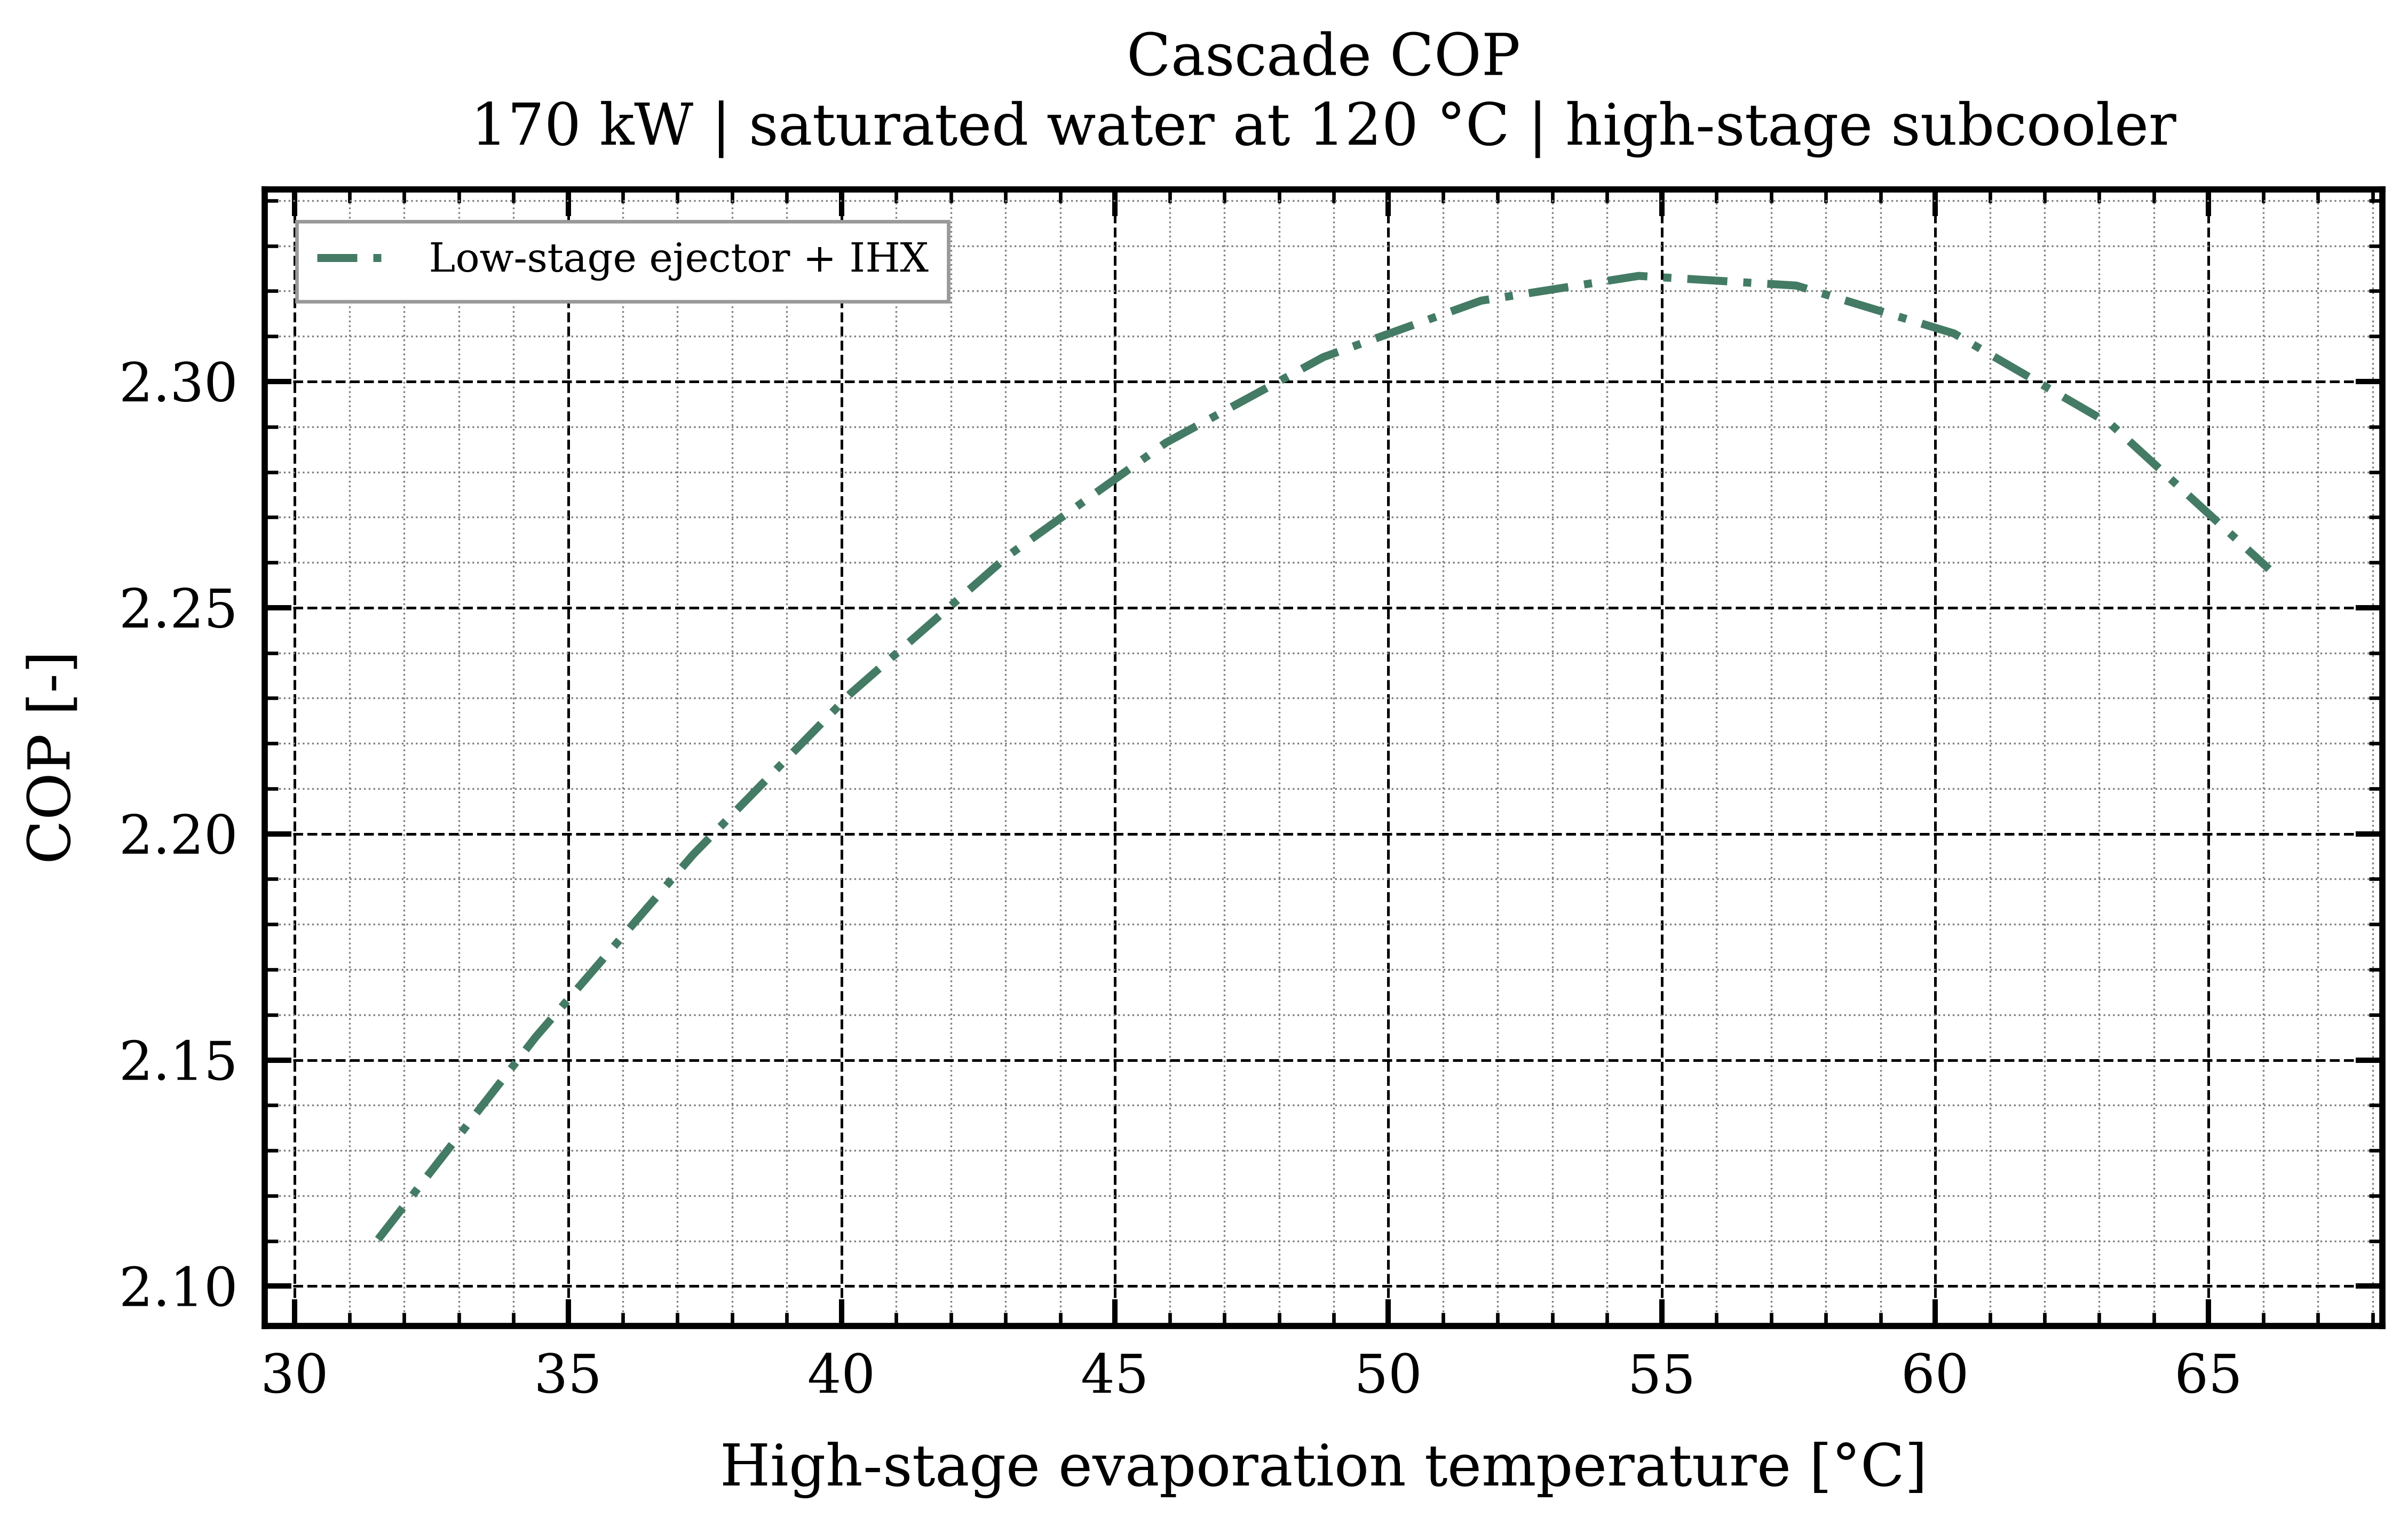 Cascade COP
170 kW | saturated water at 120 °C | high-stage subcooler
Low-stage ejector + IHX
COP [-]
2.30
2.25
2.20
2.15
2.10
30 35 40 45 50 55 60 65
High-stage evaporation temperature [°C]